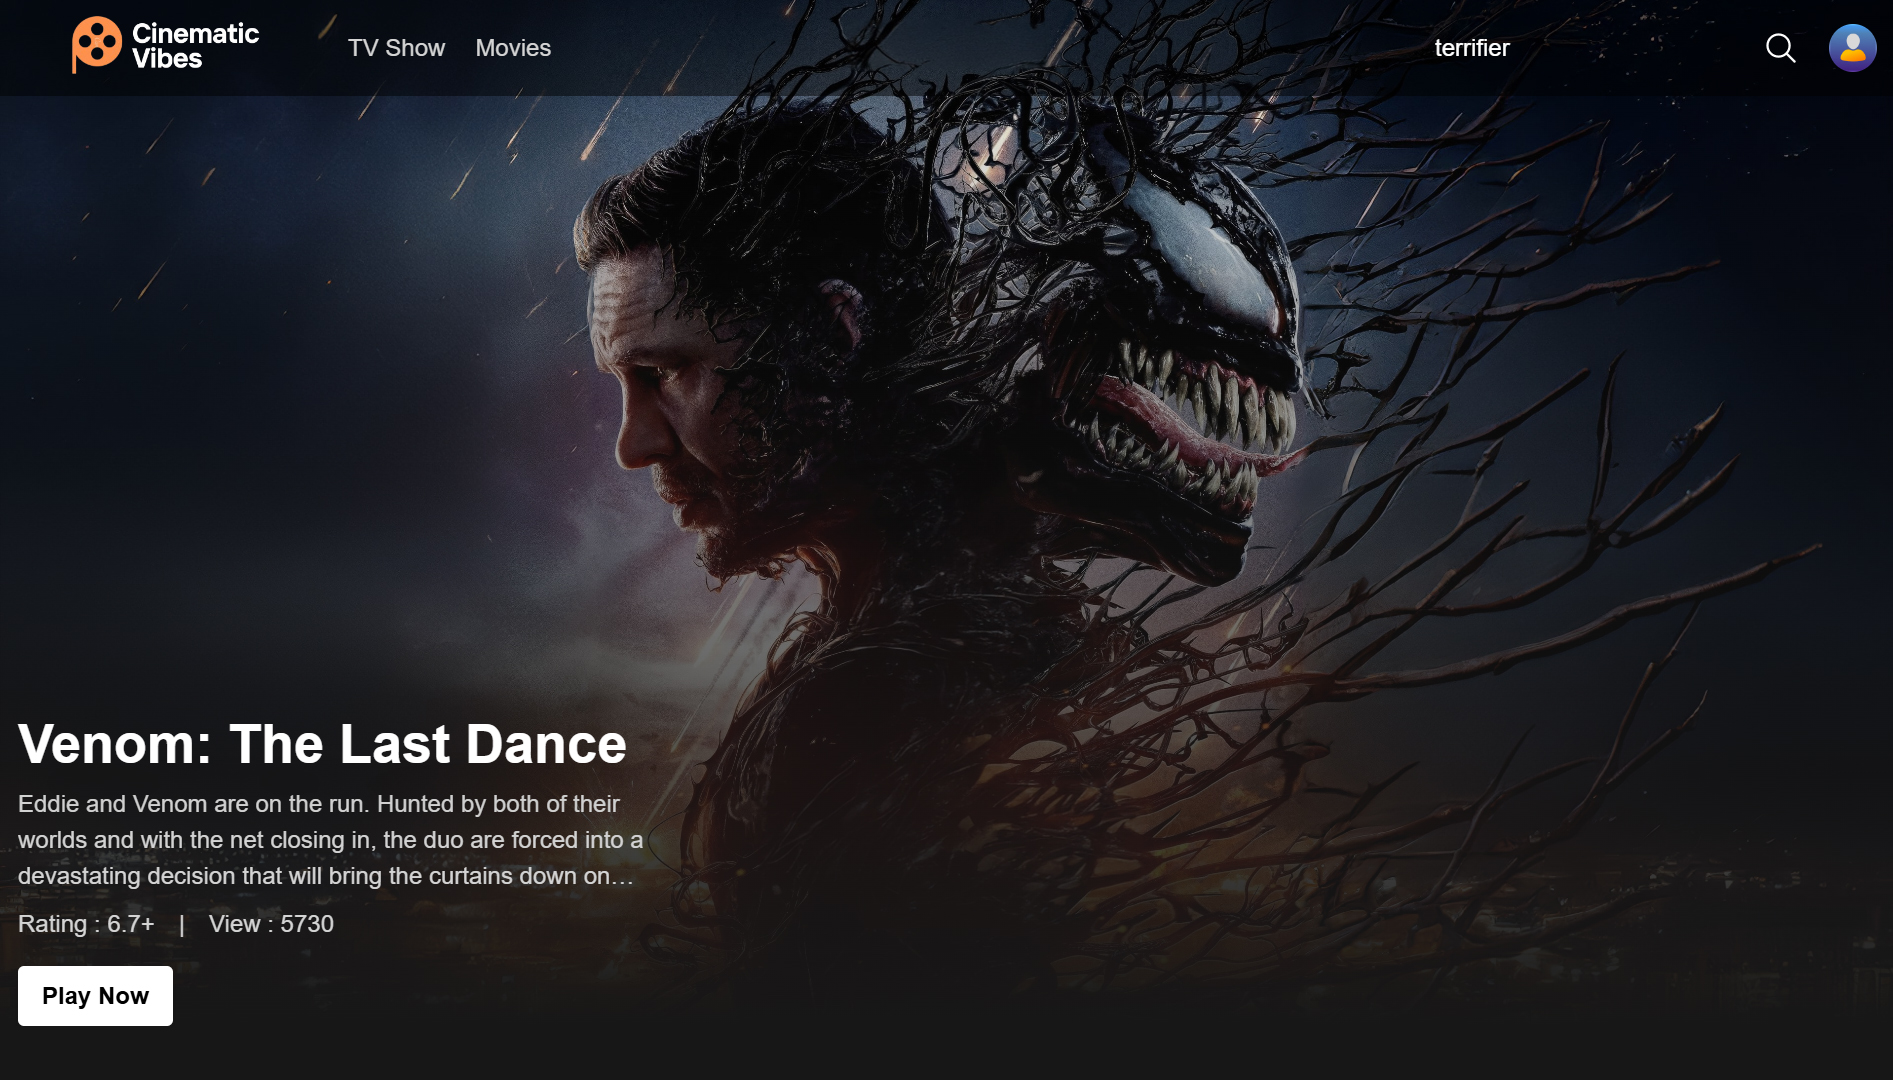 Cinematic
Vibes
TV Show
Movies
terrifier
Venom: The Last Dance
Eddie and Venom are on the run. Hunted by both of their
worlds and with the net closing in, the duo are forced into a
devastating decision that will bring the curtains down on…
Rating : 6.7+ | View : 5730
Play Now